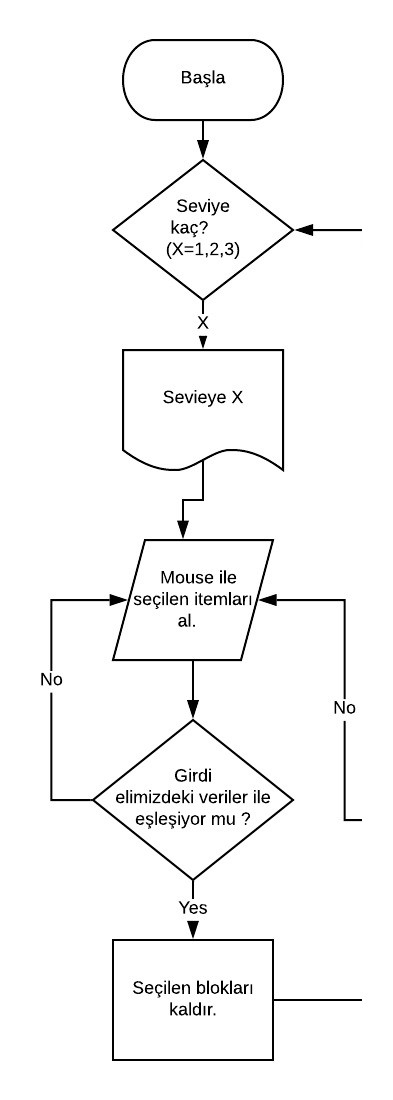 Başla
Seviye
kaç?
(X=1,2,3)
X
Sevieye X
Mouse ile
seçilen itemları
al.
No
No
Girdi
elimizdeki veriler ile
eşleşiyor mu ?
Yes
Seçilen blokları
kaldır.